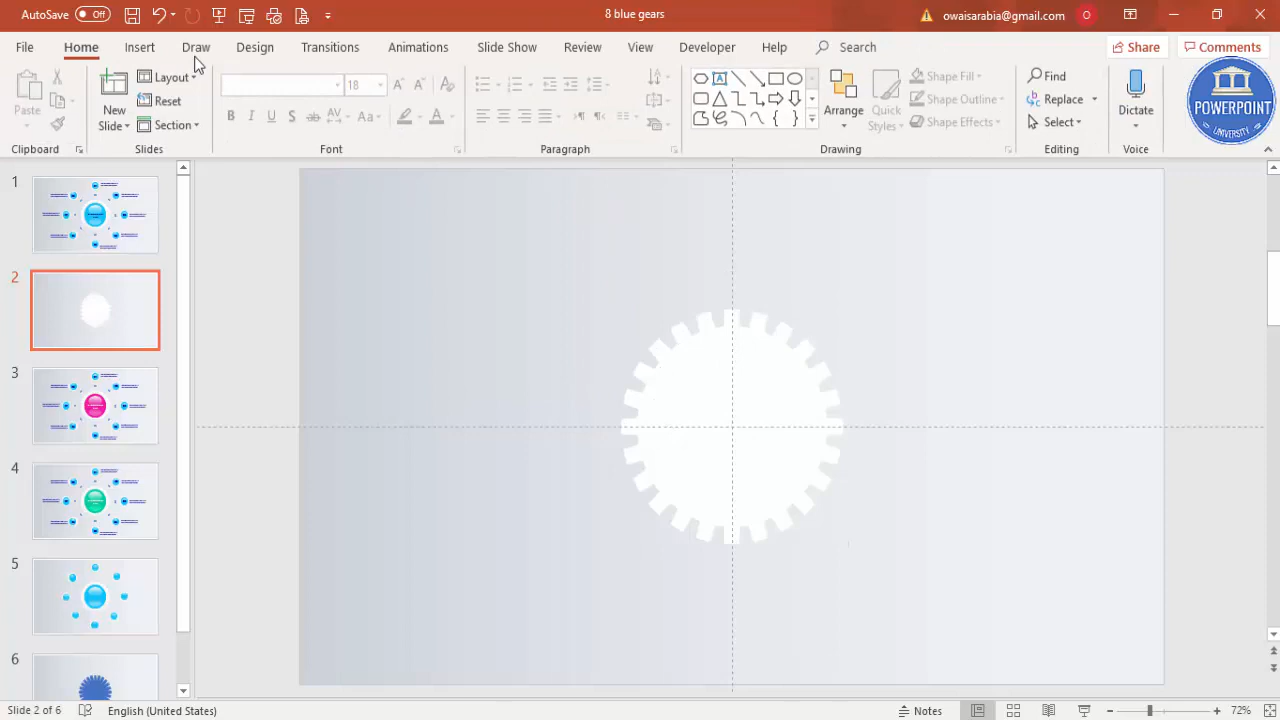 AutoSave Off 8 blue gears owaisarabia@gmail.com O
File Home Insert Draw Design Transitions Animations Slide Show Review View Developer Help Search Share Comments
Paste New Slide Layout Reset Section 18 Arrange Quick Styles Shape Fill Shape Outline Shape Effects Find Replace Select Dictate
POWERPOINT
UNIVERSITY
Clipboard Slides Font Paragraph Drawing Editing Voice
1
2
3
4
5
6
Slide 2 of 6 English (United States) Notes 72%